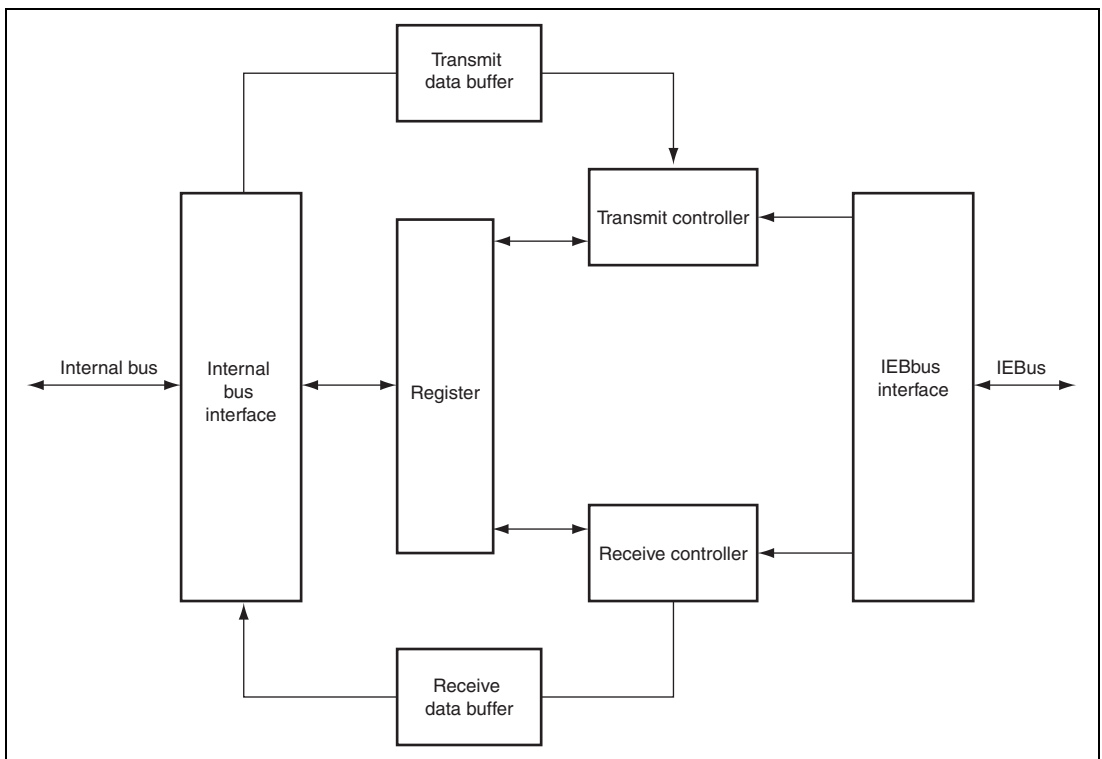 Transmit
data buffer
Transmit controller
Internal bus
Internal
bus
interface
Register
IEBbus
interface
IEBus
Receive controller
Receive
data buffer